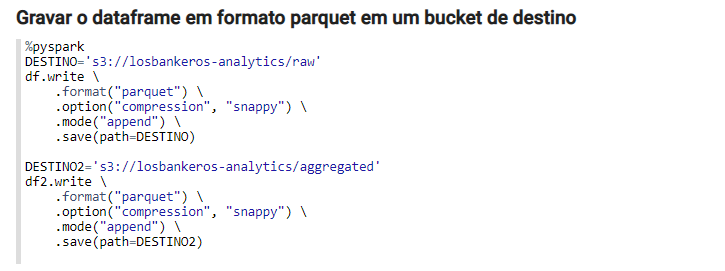 Gravar o dataframe em formato parquet em um bucket de destino
%pyspark
DESTINO='s3://losbankeros-analytics/raw'
df.write \
    .format("parquet") \
    .option("compression", "snappy") \
    .mode("append") \
    .save(path=DESTINO)

DESTINO2='s3://losbankeros-analytics/aggregated'
df2.write \
    .format("parquet") \
    .option("compression", "snappy") \
    .mode("append") \
    .save(path=DESTINO2)